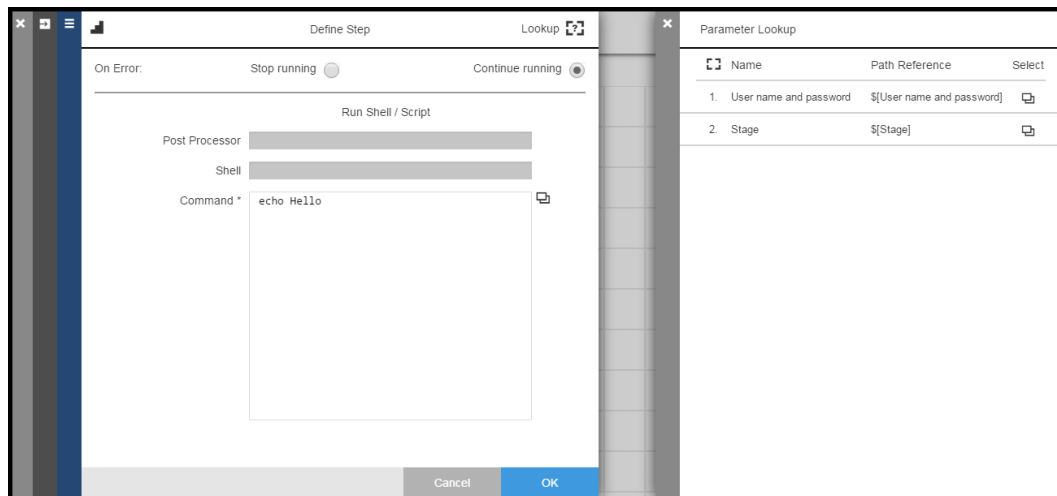 Define Step
Lookup [?]
On Error:
Stop running
Continue running
Run Shell / Script
Post Processor
Shell
Command *
echo Hello
Cancel
OK
Parameter Lookup
Name Path Reference Select
1. User name and password $[User name and password]
2. Stage $[Stage]